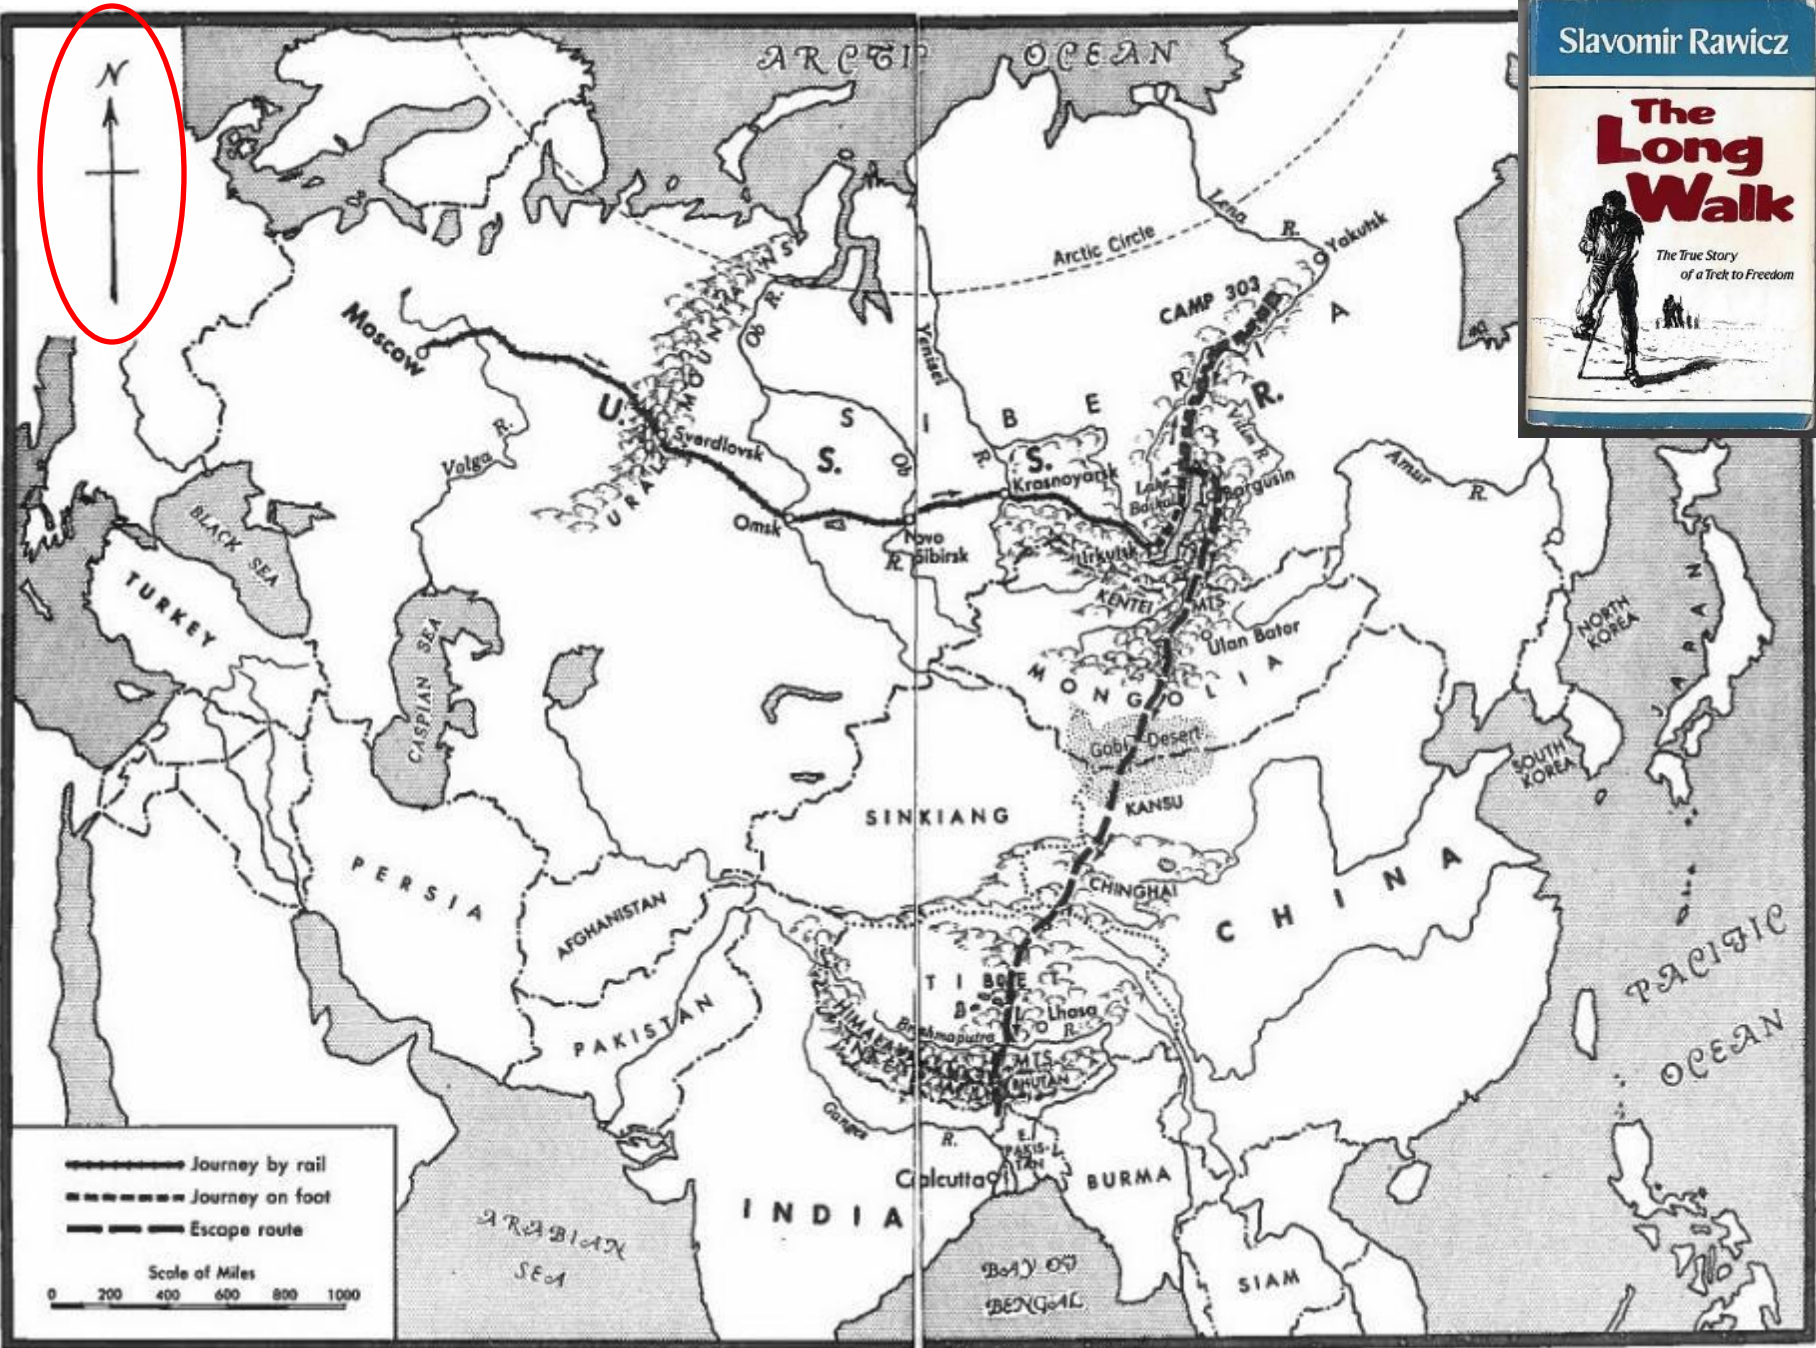 N
ARCTIC OCEAN
Slavomir Rawicz
The
Long
Walk
The True Story
of a Trek to Freedom
Lena R.
Yakutsk
Arctic Circle
CAMP 303
Moscow
URAL MOUNTAINS
Ob R.
Yenisei R.
U. S. S. R.
SIBERIA
Volga R.
Sverdlovsk
Omsk
Ob R.
Novo
Sibirsk
Krasnoyarsk
Lake
Baikal
Vitim R.
Bargusin
Irkutsk
Amur R.
BLACK SEA
TURKEY
CASPIAN SEA
KENTEI MTS
Ulan Bator
MONGOLIA
Gobi Desert
KANSU
NORTH
KOREA
SOUTH
KOREA
JAPAN
SINKIANG
PERSIA
AFGHANISTAN
PAKISTAN
CHINGHAI
CHINA
TIBET
Lhasa
Brahmaputra R.
HIMALAYA
MTS.
BHUTAN
Ganges R.
E.
PAKIS-
TAN
Calcutta
BURMA
INDIA
SIAM
PACIFIC
OCEAN
ARABIAN
SEA
BAY OF
BENGAL
Journey by rail
Journey on foot
Escape route
Scale of Miles
0 200 400 600 800 1000